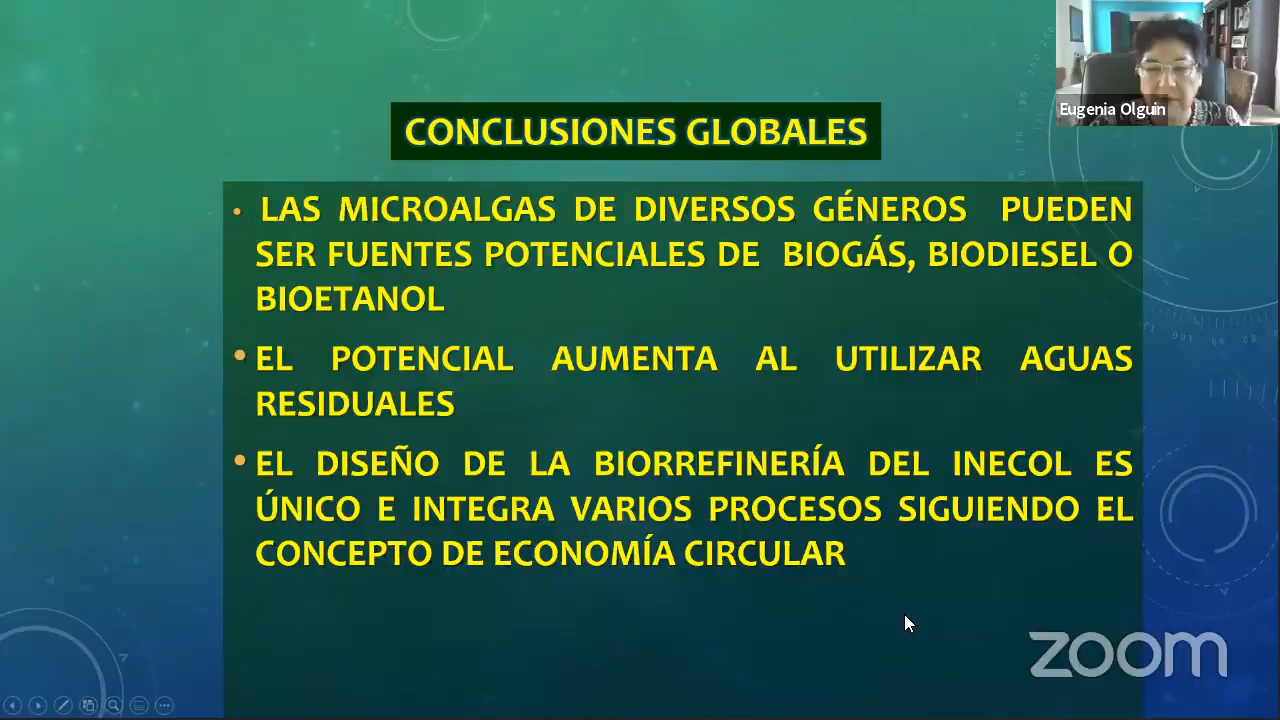 Eugenia Olguin
CONCLUSIONES GLOBALES
• LAS MICROALGAS DE DIVERSOS GÉNEROS PUEDEN
SER FUENTES POTENCIALES DE BIOGÁS, BIODIESEL O
BIOETANOL
• EL POTENCIAL AUMENTA AL UTILIZAR AGUAS
RESIDUALES
• EL DISEÑO DE LA BIORREFINERÍA DEL INECOL ES
ÚNICO E INTEGRA VARIOS PROCESOS SIGUIENDO EL
CONCEPTO DE ECONOMÍA CIRCULAR
zoom